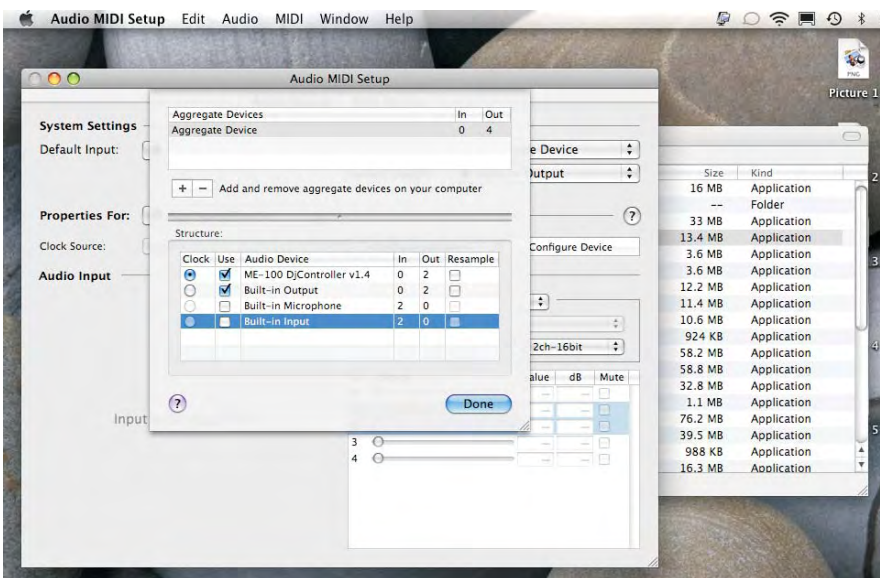 Audio MIDI Setup Edit Audio MIDI Window Help
PNG
Picture 1
Audio MIDI Setup
Aggregate Devices In Out
Aggregate Device 0 4
+ − Add and remove aggregate devices on your computer
Structure:
Clock Use Audio Device In Out Resample
ME-100 DjController v1.4 0 2
Built-in Output 0 2
Built-in Microphone 2 0
Built-in Input 2 0
? Done
System Settings
Default Input: e Device
Output
Properties For: ?
Clock Source: Configure Device
Audio Input
2ch-16bit
alue dB Mute
Input
3
4
Size Kind
16 MB Application
-- Folder
33 MB Application
13.4 MB Application
3.6 MB Application
3.6 MB Application
12.2 MB Application
11.4 MB Application
10.6 MB Application
924 KB Application
58.2 MB Application
58.8 MB Application
32.8 MB Application
1.1 MB Application
76.2 MB Application
39.5 MB Application
988 KB Application
16.3 MB Application
2
3
4
5